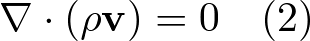 ∇ · (ρ𝐯) = 0 (2)